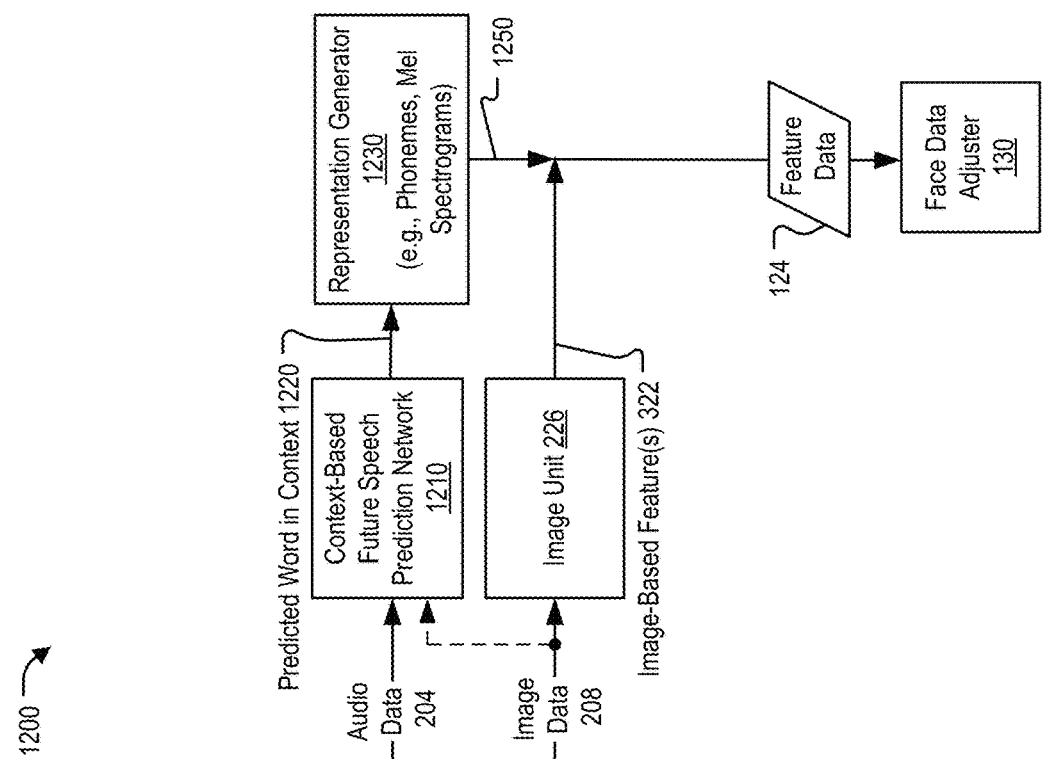 1200
Audio
Data
204
Image
Data
208
Predicted Word in Context 1220
Context-Based
Future Speech
Prediction Network
1210
Image Unit 226
Image-Based Feature(s) 322
Representation Generator
1230
(e.g., Phonemes, Mel
Spectrograms)
1250
124
Feature
Data
Face Data
Adjuster
130